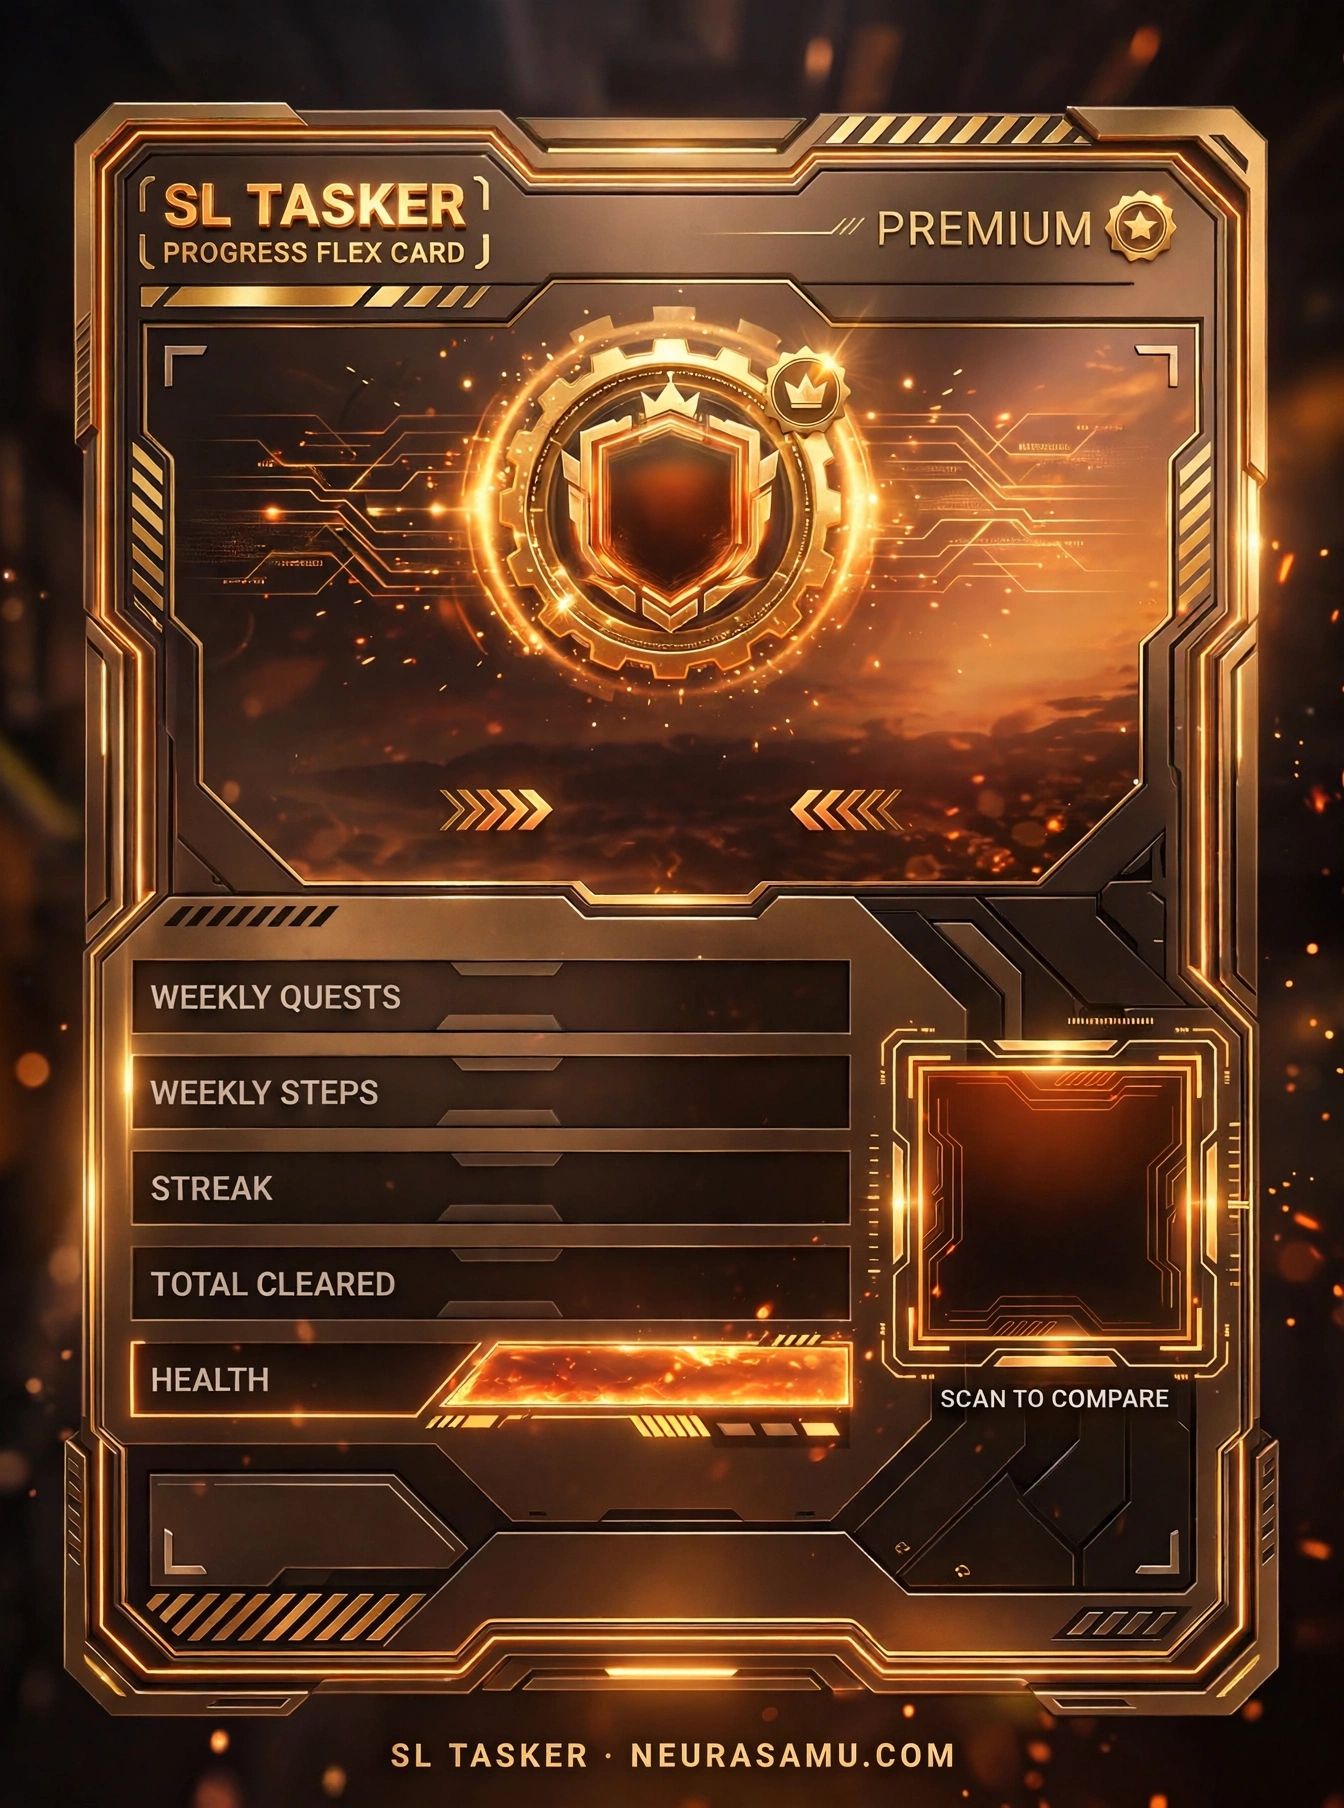 SL TASKER
PROGRESS FLEX CARD
PREMIUM
WEEKLY QUESTS
WEEKLY STEPS
STREAK
TOTAL CLEARED
HEALTH
SCAN TO COMPARE
SL TASKER · NEURASAMU.COM